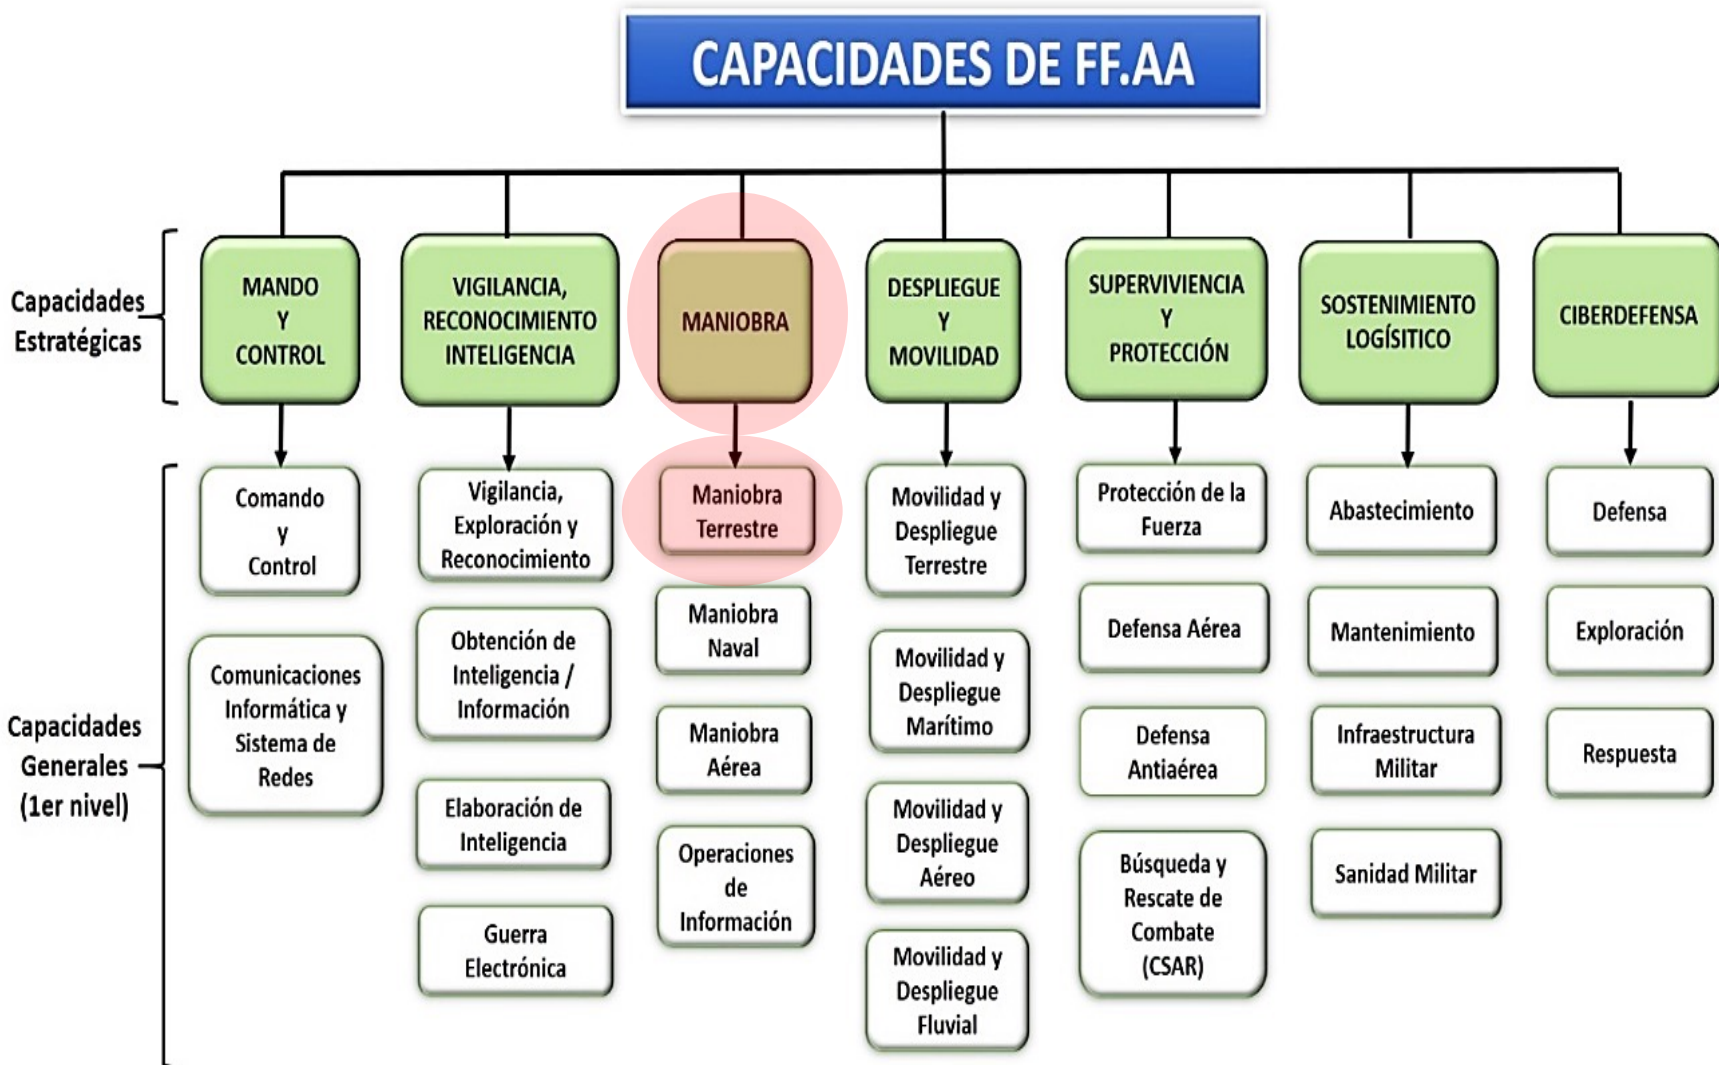 CAPACIDADES DE FF.AA
Capacidades
Estratégicas
MANDO
Y
CONTROL
VIGILANCIA,
RECONOCIMIENTO
INTELIGENCIA
MANIOBRA
DESPLIEGUE
Y
MOVILIDAD
SUPERVIVIENCIA
Y
PROTECCIÓN
SOSTENIMIENTO
LOGÍSITICO
CIBERDEFENSA
Capacidades
Generales
(1er nivel)
Comando
y
Control
Comunicaciones
Informática y
Sistema de
Redes
Vigilancia,
Exploración y
Reconocimiento
Obtención de
Inteligencia /
Información
Elaboración de
Inteligencia
Guerra
Electrónica
Maniobra
Terrestre
Maniobra
Naval
Maniobra
Aérea
Operaciones
de
Información
Movilidad y
Despliegue
Terrestre
Movilidad y
Despliegue
Marítimo
Movilidad y
Despliegue
Aéreo
Movilidad y
Despliegue
Fluvial
Protección de la
Fuerza
Defensa Aérea
Defensa
Antiaérea
Búsqueda y
Rescate de
Combate
(CSAR)
Abastecimiento
Mantenimiento
Infraestructura
Militar
Sanidad Militar
Defensa
Exploración
Respuesta